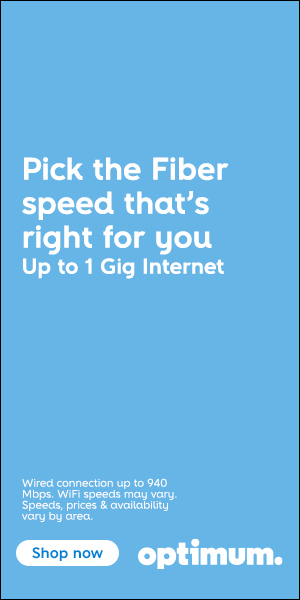 Pick the Fiber
speed that's
right for you
Up to 1 Gig Internet
Wired connection up to 940
Mbps. WiFi speeds may vary.
Speeds, prices & availability
vary by area.
Shop now
optimum.